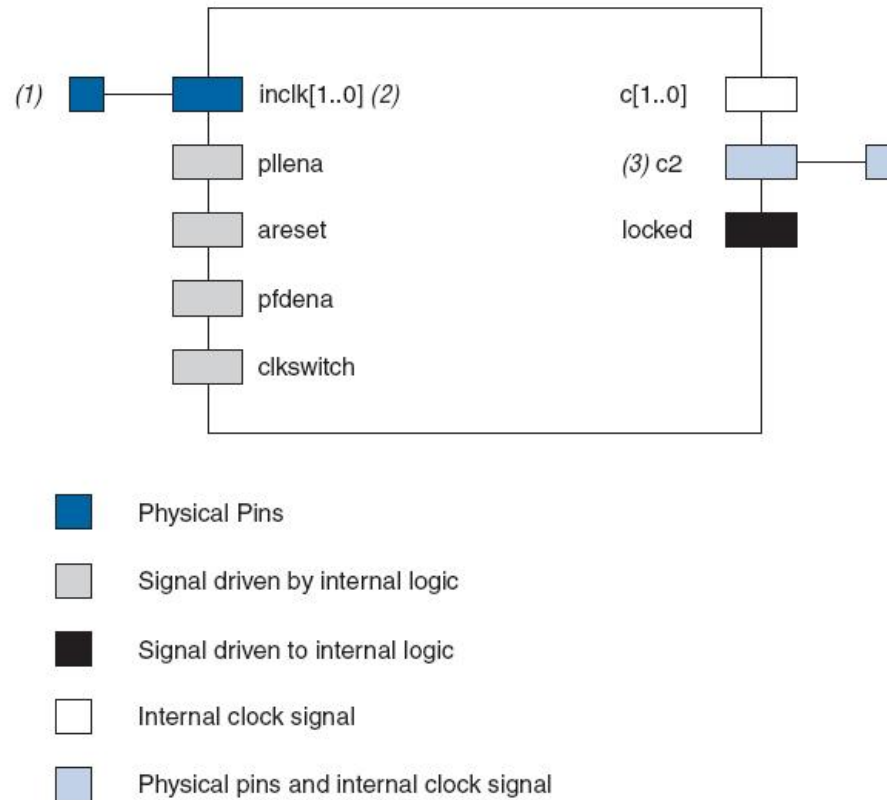 (1) inclk[1..0] (2) c[1..0]
pllena (3) c2
areset locked
pfdena
clkswitch
Physical Pins
Signal driven by internal logic
Signal driven to internal logic
Internal clock signal
Physical pins and internal clock signal